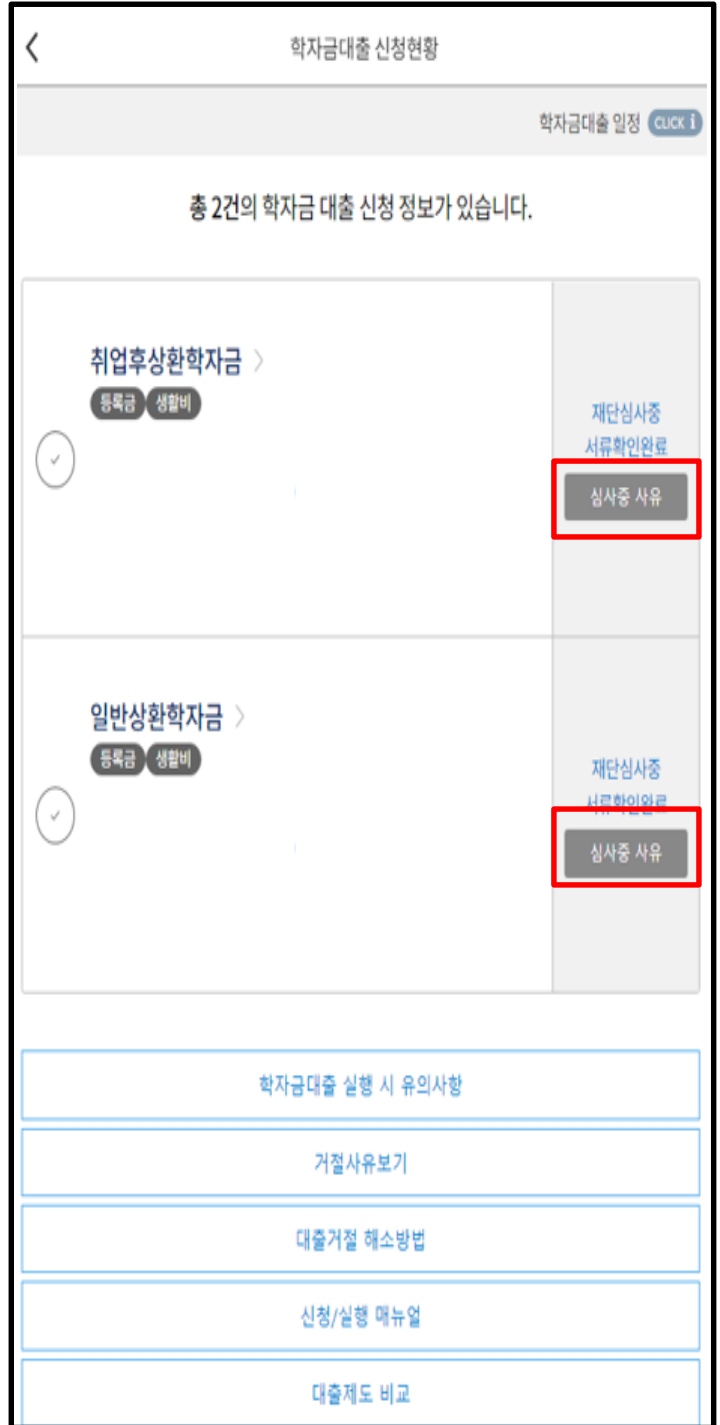 학자금대출 신청현황
학자금대출 일정 CLICK i
총 2건의 학자금 대출 신청 정보가 있습니다.
취업후상환학자금
등록금 생활비
재단심사중
서류확인완료
심사중 사유
일반상환학자금
등록금 생활비
재단심사중
서류확인완료
심사중 사유
학자금대출 실행 시 유의사항
거절사유보기
대출거절 해소방법
신청/실행 매뉴얼
대출제도 비교